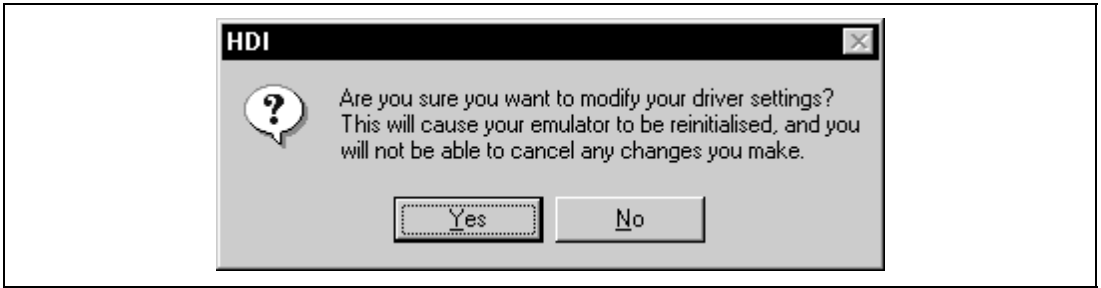 HDI
Are you sure you want to modify your driver settings?
This will cause your emulator to be reinitialised, and you
will not be able to cancel any changes you make.
Yes
No